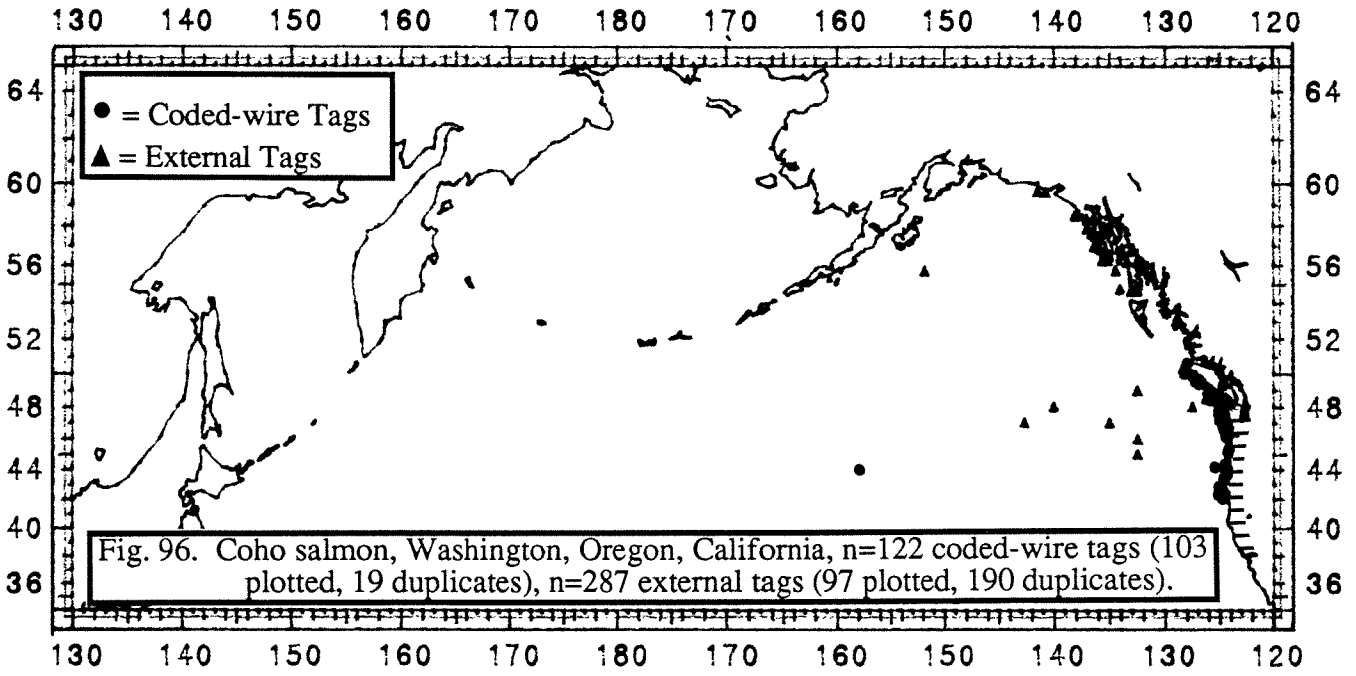 130 140 150 160 170 180 170 160 150 140 130 120
● = Coded-wire Tags
▲ = External Tags
64 64
60 60
56 56
52 52
48 48
44 44
40 40
36 36
Fig. 96. Coho salmon, Washington, Oregon, California, n=122 coded-wire tags (103
plotted, 19 duplicates), n=287 external tags (97 plotted, 190 duplicates).
130 140 150 160 170 180 170 160 150 140 130 120